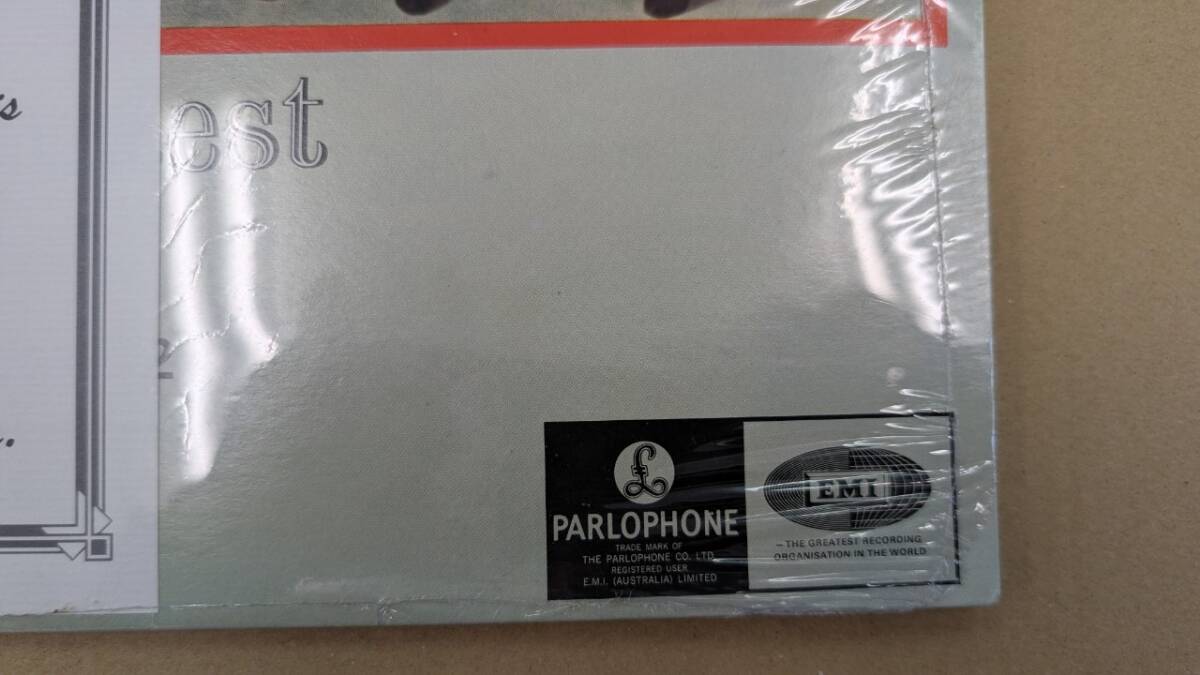 est
2
£
PARLOPHONE
TRADE MARK OF
THE PARLOPHONE CO. LTD.
REGISTERED USER
E.M.I. (AUSTRALIA) LIMITED
EMI
—THE GREATEST RECORDING
ORGANISATION IN THE WORLD